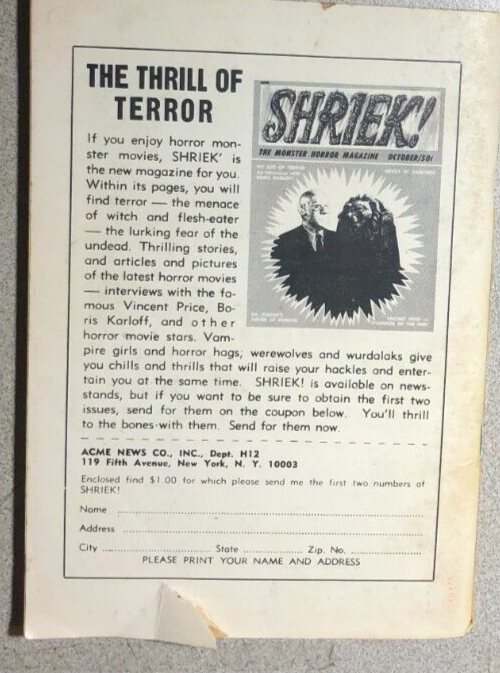 THE THRILL OF
TERROR
If you enjoy horror mon-
ster movies, SHRIEK' is
the new magazine for you.
Within its pages, you will
find terror — the menace
of witch and flesh-eater
— the lurking fear of the
undead. Thrilling stories,
and articles and pictures
of the latest horror movies
— interviews with the fa-
mous Vincent Price, Bo-
ris Karloff, and other
horror movie stars. Vam-
pire girls and horror hags; werewolves and wurdalaks give
you chills and thrills that will raise your hackles and enter-
tain you at the same time. SHRIEK! is available on news-
stands, but if you want to be sure to obtain the first two
issues, send for them on the coupon below. You'll thrill
to the bones with them. Send for them now.
SHRIEK!
THE MONSTER HORROR MAGAZINE OCTOBER/50¢
ACME NEWS CO., INC., Dept. H12
119 Fifth Avenue, New York, N. Y. 10003
Enclosed find $1.00 for which please send me the first two numbers of
SHRIEK!
Name
Address
City State Zip. No.
PLEASE PRINT YOUR NAME AND ADDRESS